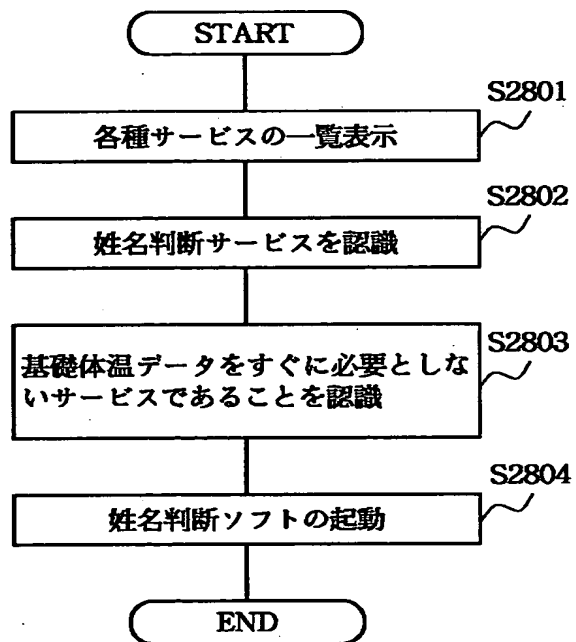 START
S2801
各種サービスの一覧表示
S2802
姓名判断サービスを認識
S2803
基礎体温データをすぐに必要としな
いサービスであることを認識
S2804
姓名判断ソフトの起動
END